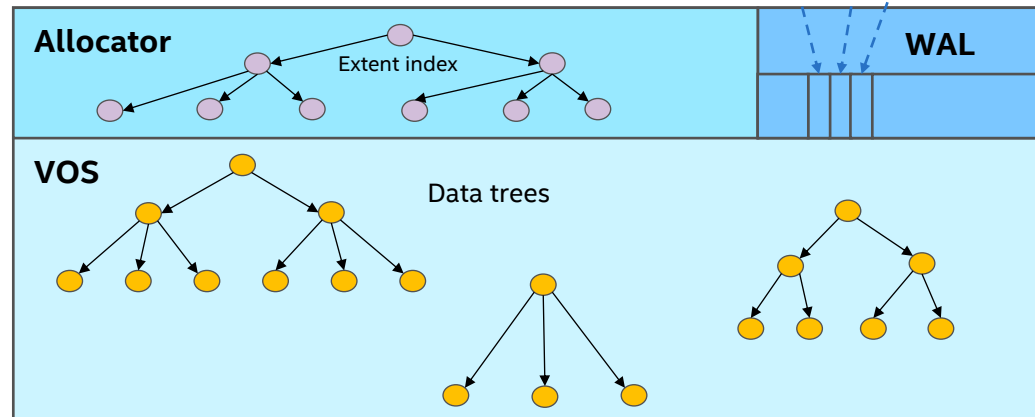 Allocator
Extent index
WAL
VOS
Data trees